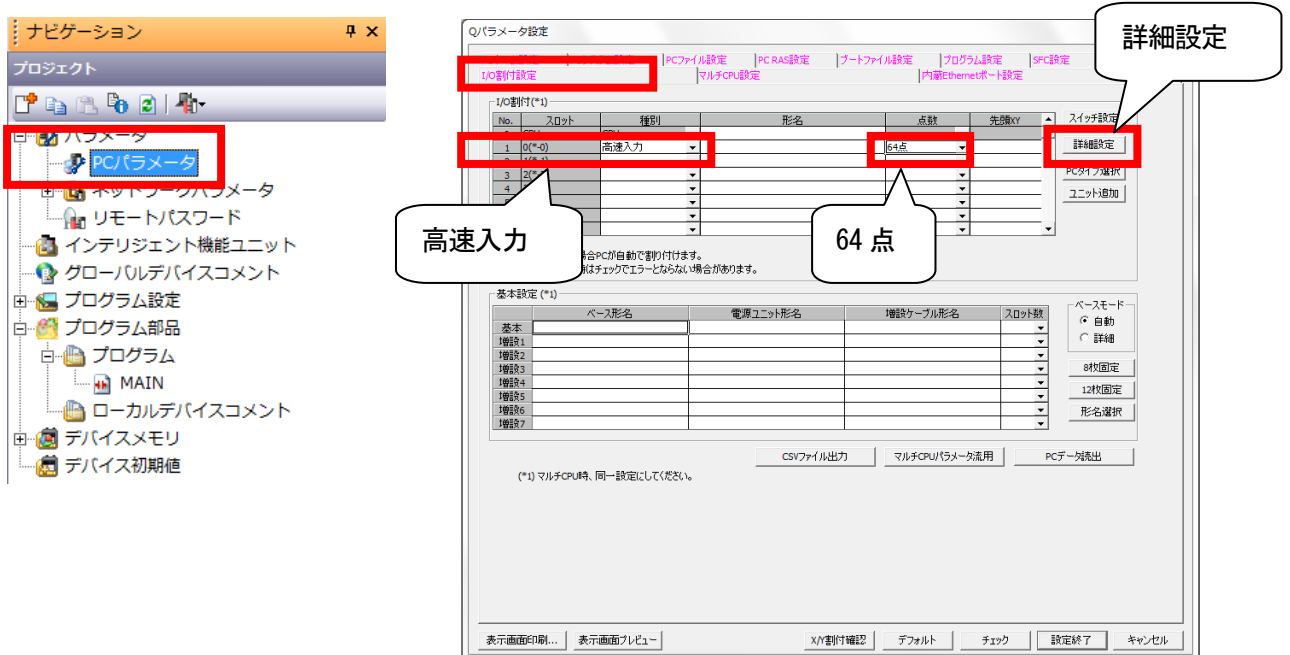 ナビゲーション
プロジェクト
パラメータ
PCパラメータ
ネットワークパラメータ
リモートパスワード
インテリジェント機能ユニット
グローバルデバイスコメント
プログラム設定
プログラム部品
プログラム
MAIN
ローカルデバイスコメント
デバイスメモリ
デバイス初期値
Qパラメータ設定
PCファイル設定 PC RAS設定 ブートファイル設定 プログラム設定 SFC設定
I/O割付設定 マルチCPU設定 内蔵Ethernetポート設定
詳細設定
I/O割付(*1)
No. スロット 種別 形名 点数 先頭XY
スイッチ設定
1 0(*-0) 高速入力 64点
詳細設定
3
PCタイプ選択
4
ユニット追加
高速入力
64 点
場合PCが自動で割り付けます。
はチェックでエラーとならない場合があります。
基本設定 (*1)
ベース形名 電源ユニット形名 増設ケーブル形名 スロット数
基本
増設1
増設2
増設3
増設4
増設5
増設6
増設7
ベースモード
自動
詳細
8枚固定
12枚固定
形名選択
CSVファイル出力 マルチCPUパラメータ流用 PCデータ読出
(*1) マルチCPU時、同一設定にしてください。
表示画面印刷... 表示画面プレビュー X/Y割付確認 デフォルト チェック 設定終了 キャンセル